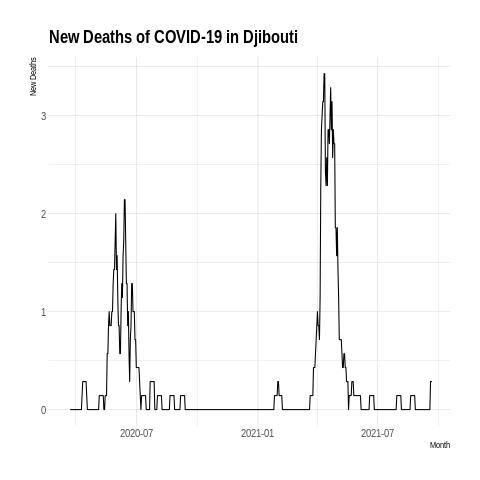 New Deaths of COVID-19 in Djibouti
New Deaths
3
2
1
0
2020-07
2021-01
2021-07
Month